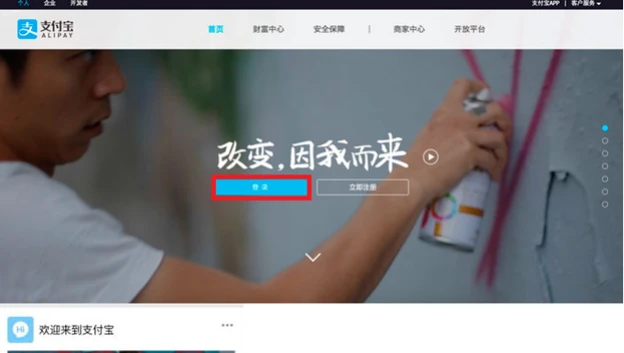 个人 企业 开发者
支付宝APP | 客户服务
支付宝
ALIPAY
首页 财富中心 安全保障 | 商家中心 开放平台
改变,因我而来
登 录 立即注册
Hi 欢迎来到支付宝